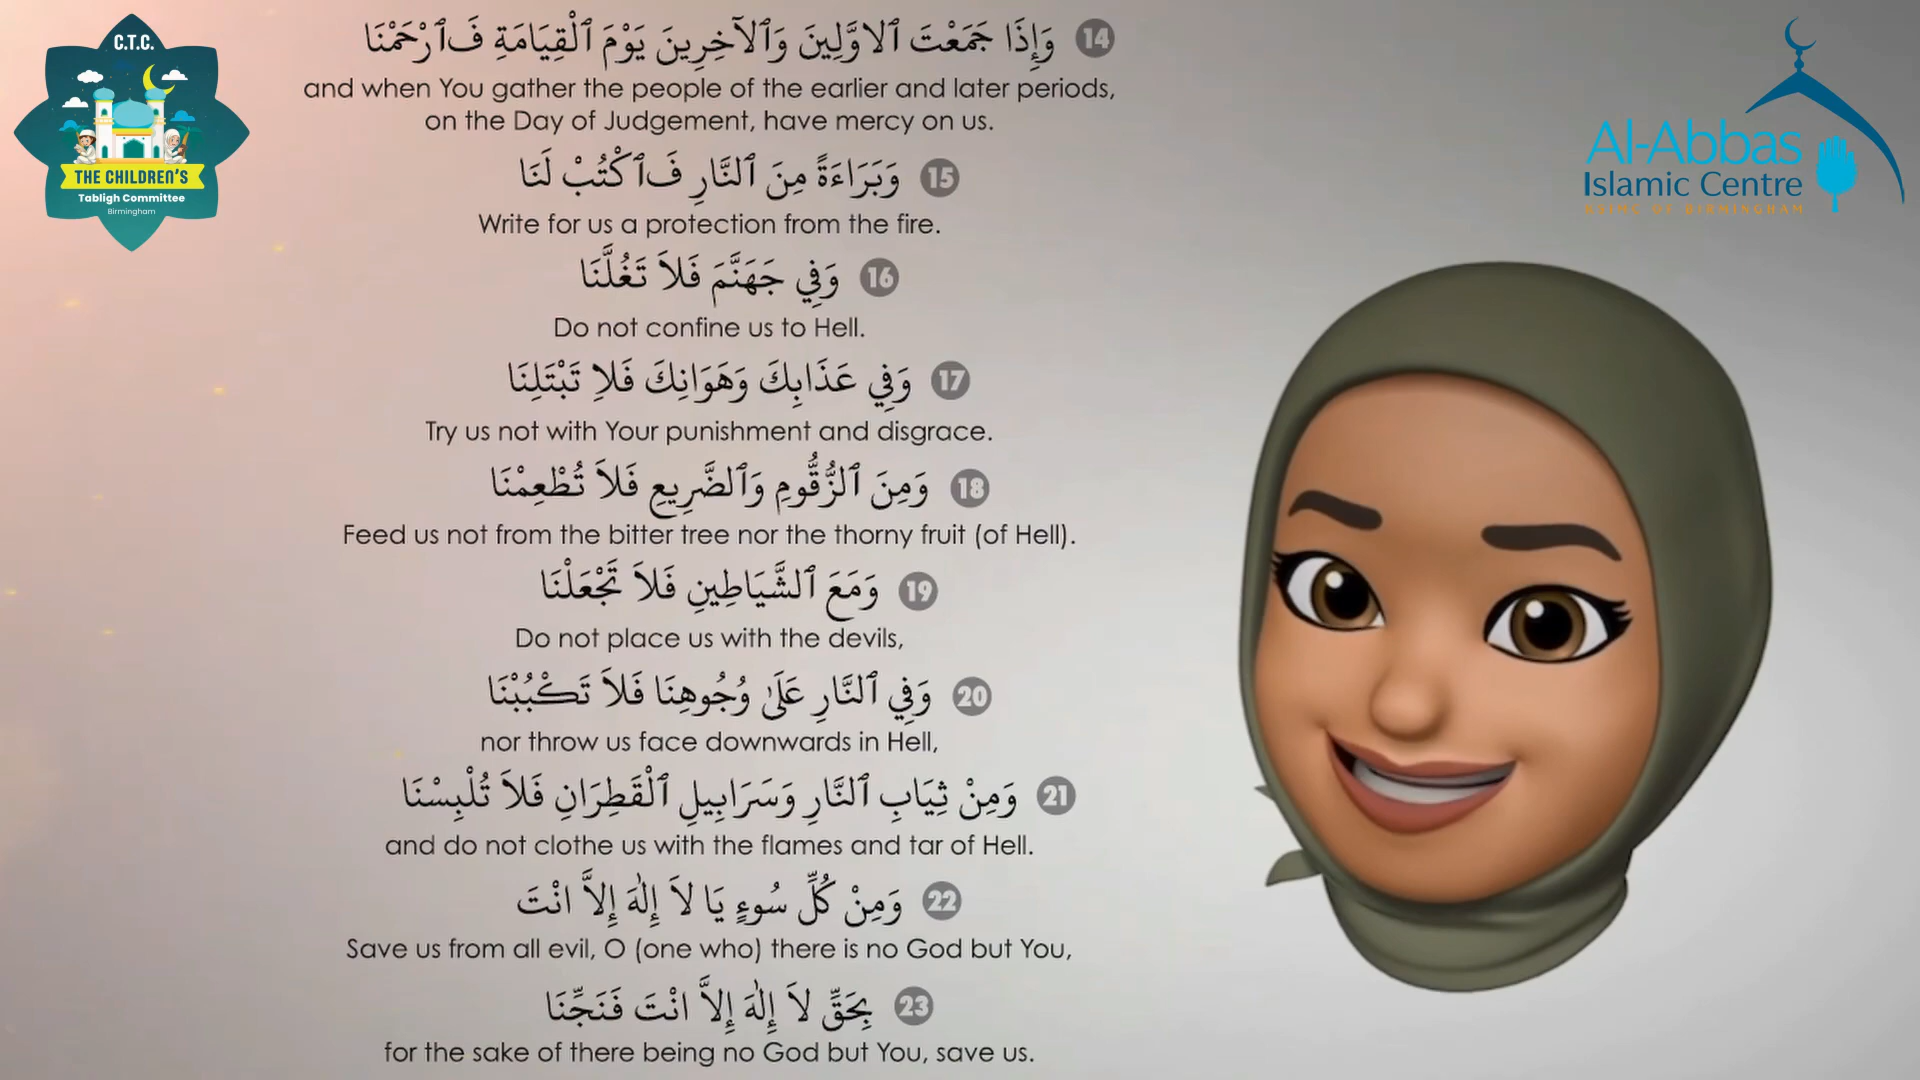 C.T.C.
THE CHILDREN'S
Tabligh Committee
Birmingham
Al-Abbas
Islamic Centre
14 وَإِذَا جَمَعْتَ ٱلاوَّلِينَ وَٱلآخِرِينَ يَوْمَ ٱلْقِيَامَةِ فَٱرْحَمْنَا
and when You gather the people of the earlier and later periods,
on the Day of Judgement, have mercy on us.
15 وَبَرَاءَةً مِنَ ٱلنَّارِ فَٱكْتُبْ لَنَا
Write for us a protection from the fire.
16 وَفِي جَهَنَّمَ فَلاَ تَغُلَّنَا
Do not confine us to Hell.
17 وَفِي عَذَابِكَ وَهَوَانِكَ فَلاِ تَبْتَلِنَا
Try us not with Your punishment and disgrace.
18 وَمِنَ ٱلزُّقُّومِ وَٱلضَّرِيعِ فَلاَ تُطْعِمْنَا
Feed us not from the bitter tree nor the thorny fruit (of Hell).
19 وَمَعَ ٱلشَّيَاطِينِ فَلاَ تَجْعَلْنَا
Do not place us with the devils,
20 وَفِي ٱلنَّارِ عَلَىٰ وُجُوهِنَا فَلاَ تَكْبُبْنَا
nor throw us face downwards in Hell,
21 وَمِنْ ثِيَابِ ٱلنَّارِ وَسَرَابِيلِ ٱلْقَطِرَانِ فَلاَ تُلْبِسْنَا
and do not clothe us with the flames and tar of Hell.
22 وَمِنْ كُلِّ سُوءٍ يَا لاَ إِلٰهَ إِلاَّ انْتَ
Save us from all evil, O (one who) there is no God but You,
23 بِحَقِّ لاَ إِلٰهَ إِلاَّ انْتَ فَنَجِّنَا
for the sake of there being no God but You, save us.